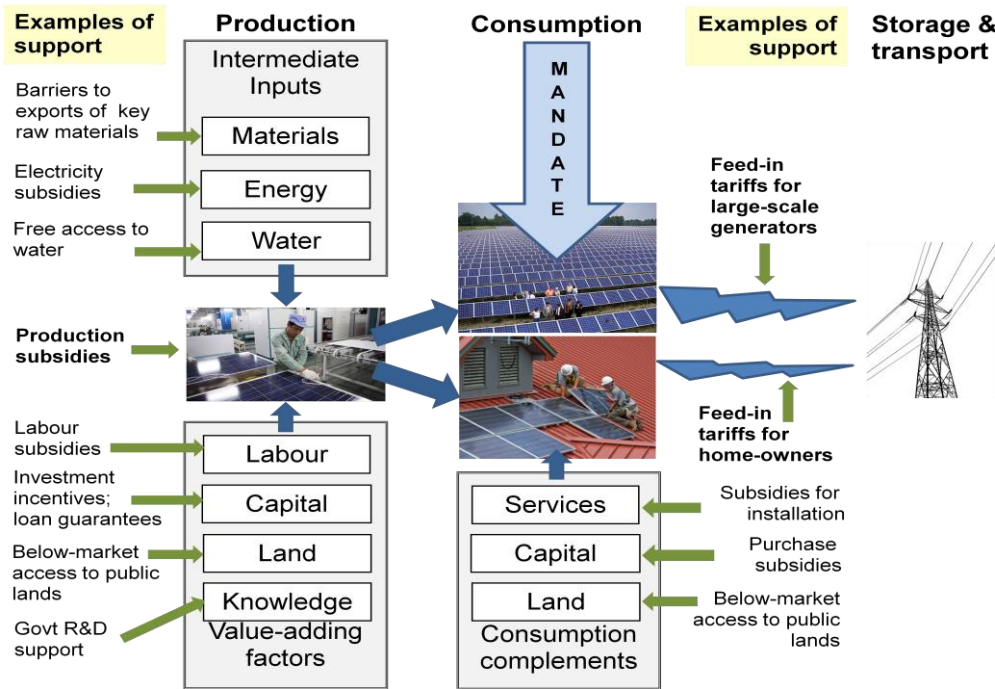 Examples of
support
Production
Consumption
Examples of
support
Storage &
transport
Intermediate
Inputs
Barriers to
exports of key
raw materials
Materials
Electricity
subsidies
Energy
Free access to
water
Water
MANDATE
Feed-in
tariffs for
large-scale
generators
Production
subsidies
Feed-in
tariffs for
home-owners
Labour
subsidies
Labour
Investment
incentives;
loan guarantees
Capital
Below-market
access to public
lands
Land
Govt R&D
support
Knowledge
Value-adding
factors
Services
Subsidies for
installation
Capital
Purchase
subsidies
Land
Below-market
access to public
lands
Consumption
complements